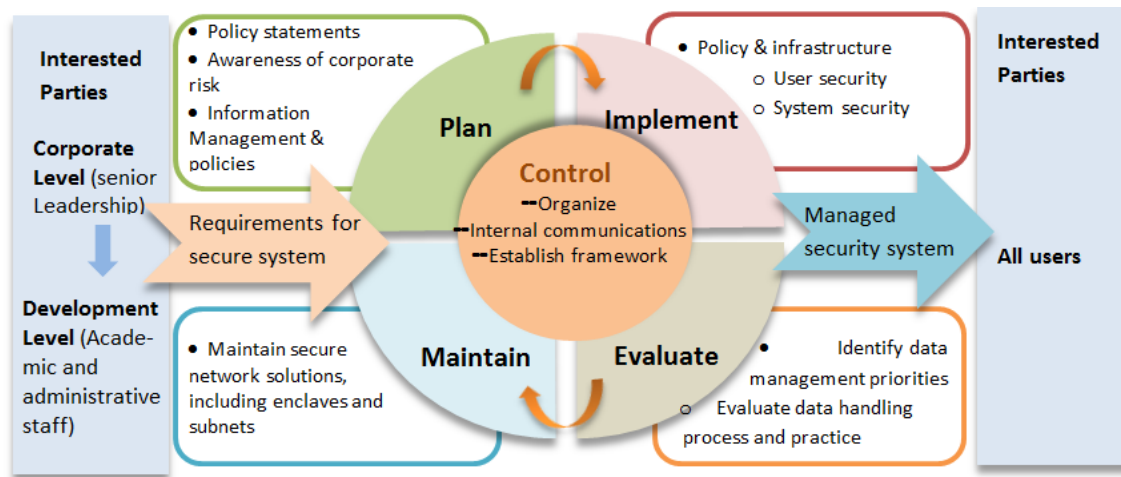 Interested
Parties
Corporate
Level (senior
Leadership)
Development
Level (Acade-
mic and
administrative
staff)
Requirements for
secure system
• Policy statements
• Awareness of corporate
risk
• Information
Management &
policies
Plan
Implement
• Policy & infrastructure
o User security
o System security
Control
--Organize
--Internal communications
--Establish framework
Maintain
Evaluate
• Maintain secure
network solutions,
including enclaves and
subnets
• Identify data
management priorities
o Evaluate data handling
process and practice
Managed
security system
Interested
Parties
All users